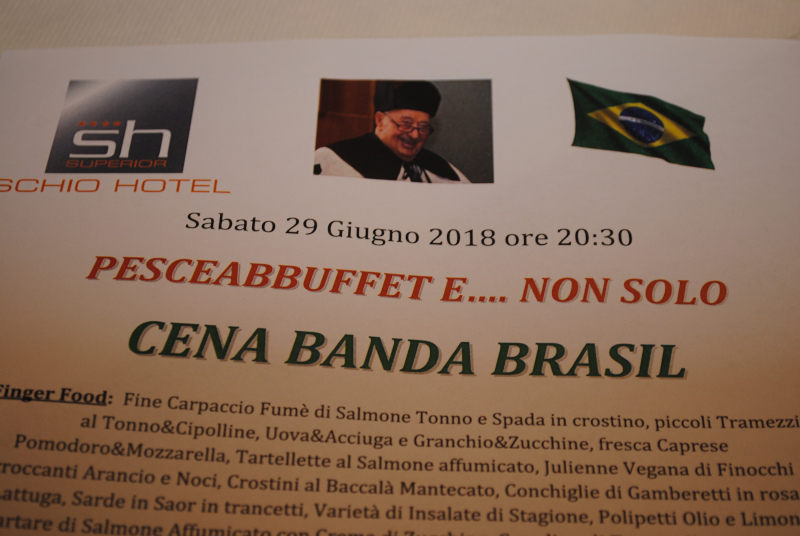 sh
SUPERIOR
SCHIO HOTEL
Sabato 29 Giugno 2018 ore 20:30
PESCEABBUFFET E.... NON SOLO
CENA BANDA BRASIL
Finger Food: Fine Carpaccio Fumè di Salmone Tonno e Spada in crostino, piccoli Tramezzi
al Tonno&Cipolline, Uova&Acciuga e Granchio&Zucchine, fresca Caprese
Pomodoro&Mozzarella, Tartellette al Salmone affumicato, Julienne Vegana di Finocchi
croccanti Arancio e Noci, Crostini al Baccalà Mantecato, Conchiglie di Gamberetti in rosa
Lattuga, Sarde in Saor in trancetti, Varietà di Insalate di Stagione, Polipetti Olio e Limon
artare di Salmone Affumicato con Crema di